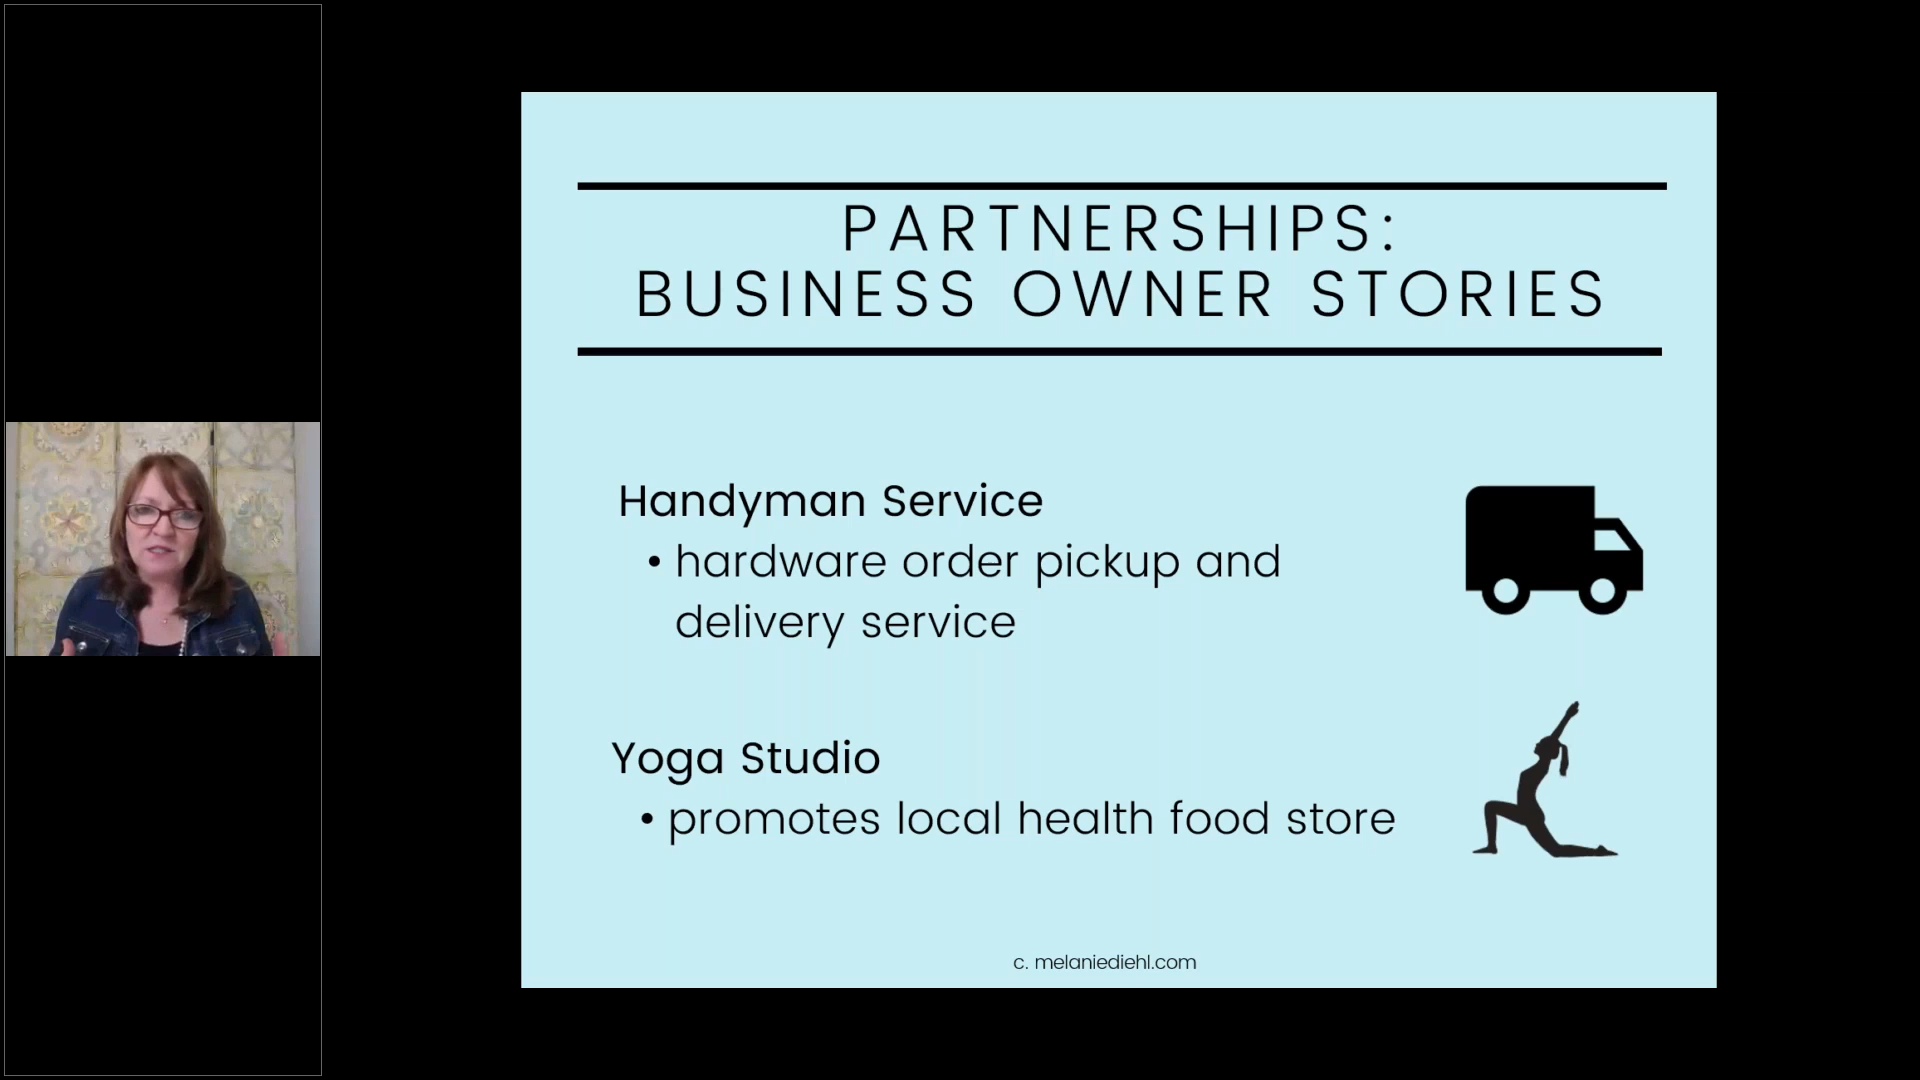 PARTNERSHIPS:
BUSINESS OWNER STORIES
Handyman Service
• hardware order pickup and
delivery service
Yoga Studio
• promotes local health food store
c. melaniediehl.com